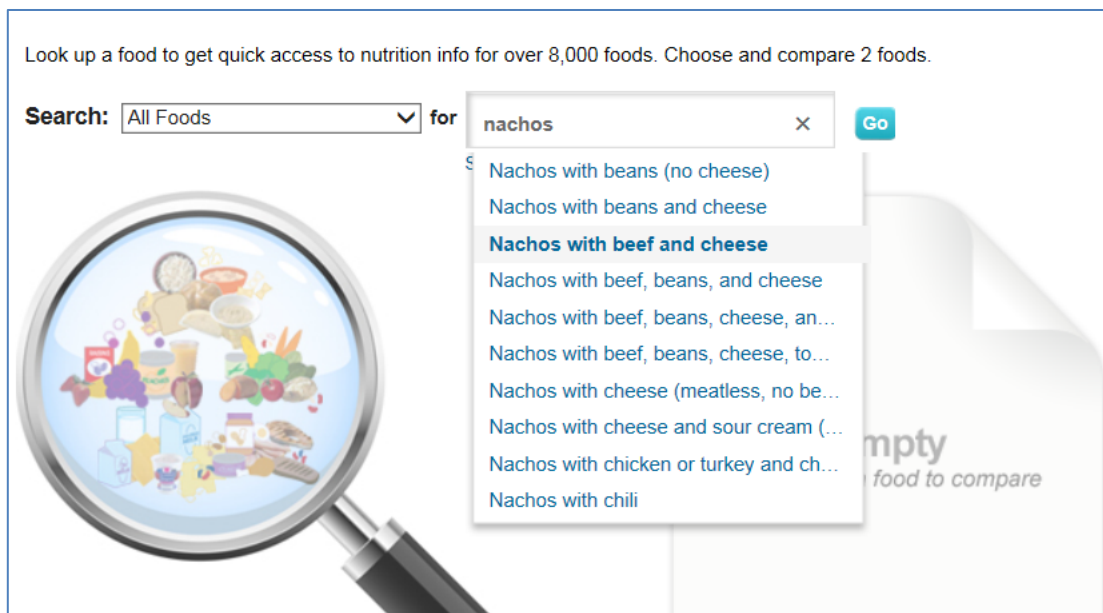 Look up a food to get quick access to nutrition info for over 8,000 foods. Choose and compare 2 foods.
Search: All Foods for nachos × Go
S
Nachos with beans (no cheese)
Nachos with beans and cheese
Nachos with beef and cheese
Nachos with beef, beans, and cheese
Nachos with beef, beans, cheese, an...
Nachos with beef, beans, cheese, to...
Nachos with cheese (meatless, no be...
Nachos with cheese and sour cream (...
Nachos with chicken or turkey and ch...
Nachos with chili
mpty
food to compare